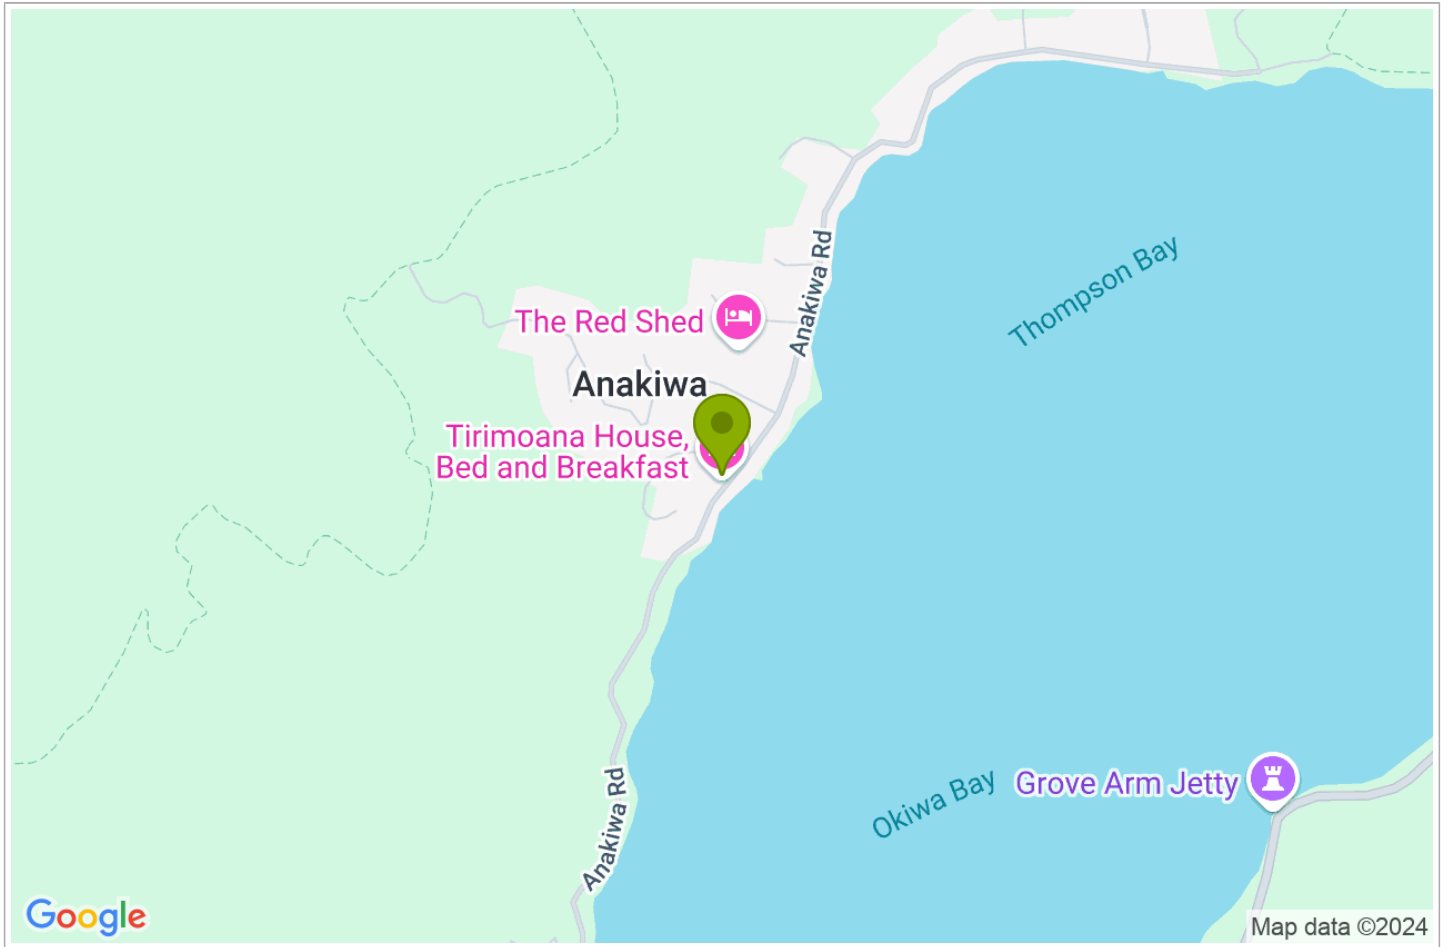 Thompson Bay
Anakiwa Rd
The Red Shed
Anakiwa
Tirimoana House,
Bed and Breakfast
Okiwa Bay
Grove Arm Jetty
Anakiwa Rd
Google
Map data ©2024